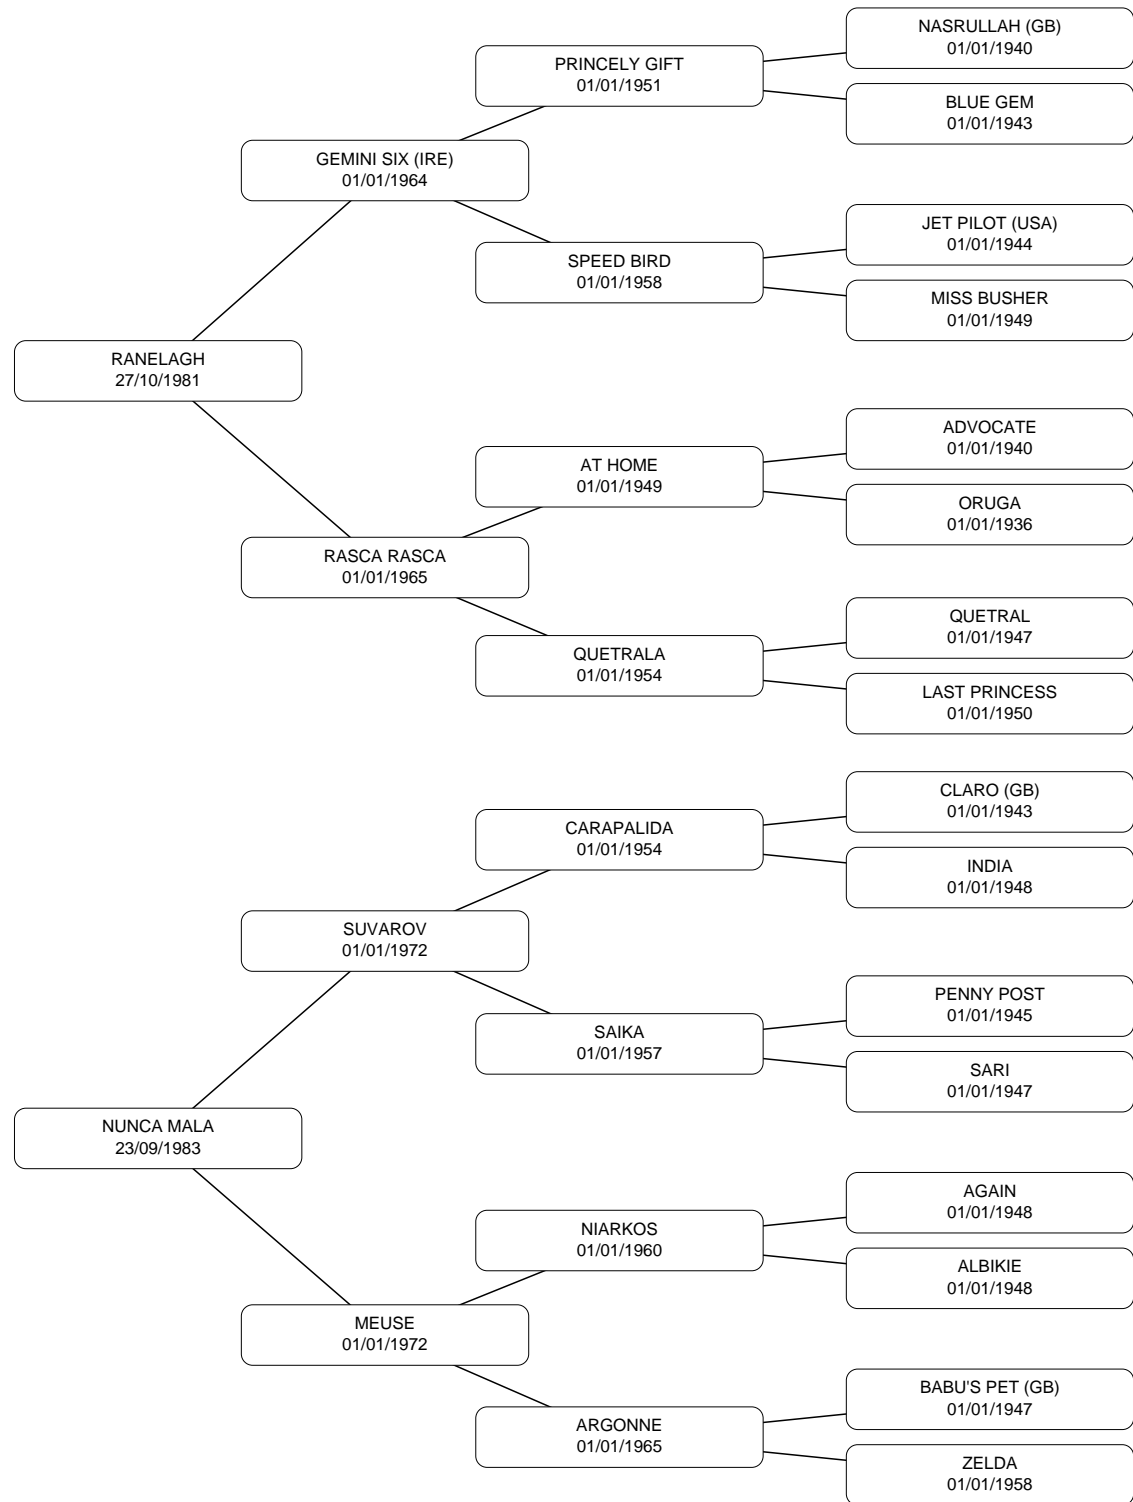 NASRULLAH (GB)
01/01/1940
PRINCELY GIFT
01/01/1951
BLUE GEM
01/01/1943
GEMINI SIX (IRE)
01/01/1964
JET PILOT (USA)
01/01/1944
SPEED BIRD
01/01/1958
MISS BUSHER
01/01/1949
RANELAGH
27/10/1981
ADVOCATE
01/01/1940
AT HOME
01/01/1949
ORUGA
01/01/1936
RASCA RASCA
01/01/1965
QUETRAL
01/01/1947
QUETRALA
01/01/1954
LAST PRINCESS
01/01/1950
CLARO (GB)
01/01/1943
CARAPALIDA
01/01/1954
INDIA
01/01/1948
SUVAROV
01/01/1972
PENNY POST
01/01/1945
SAIKA
01/01/1957
SARI
01/01/1947
NUNCA MALA
23/09/1983
AGAIN
01/01/1948
NIARKOS
01/01/1960
ALBIKIE
01/01/1948
MEUSE
01/01/1972
BABU'S PET (GB)
01/01/1947
ARGONNE
01/01/1965
ZELDA
01/01/1958